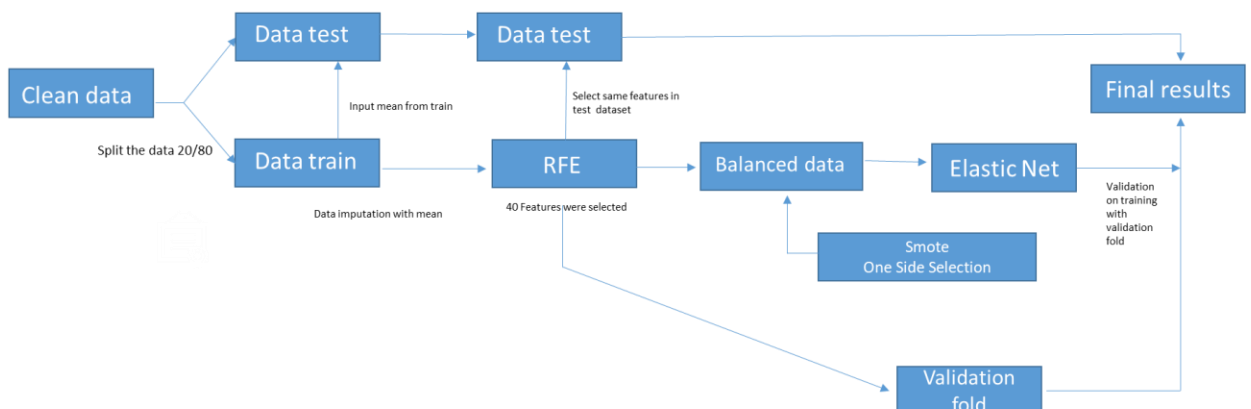 Data test
Data test
Clean data
Final results
Input mean from train
Select same features in
test dataset
Split the data 20/80
Data train
RFE
Balanced data
Elastic Net
Data imputation with mean
40 Features were selected
Validation
on training
with
validation
fold
Smote
One Side Selection
Validation
fold